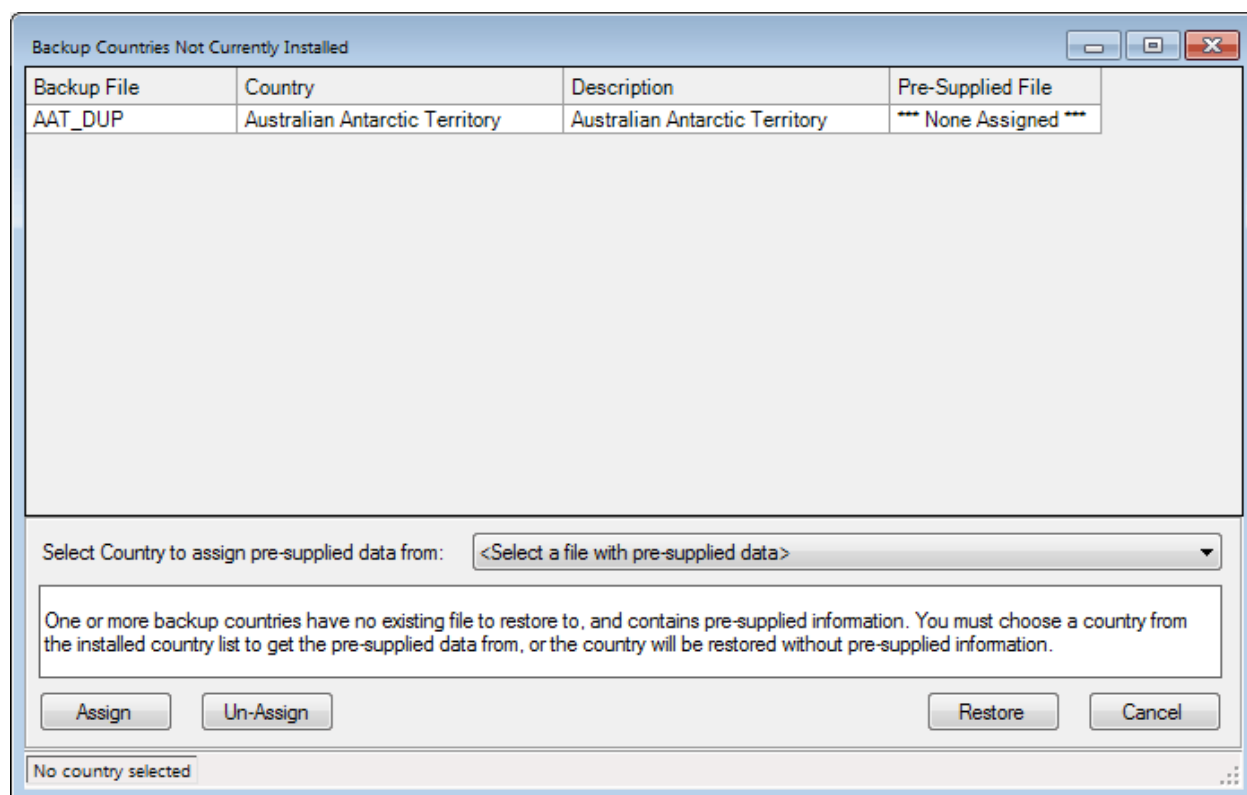 Backup Countries Not Currently Installed
Backup File Country Description Pre-Supplied File
AAT_DUP Australian Antarctic Territory Australian Antarctic Territory *** None Assigned ***
Select Country to assign pre-supplied data from: <Select a file with pre-supplied data>
One or more backup countries have no existing file to restore to, and contains pre-supplied information. You must choose a country from
the installed country list to get the pre-supplied data from, or the country will be restored without pre-supplied information.
Assign Un-Assign Restore Cancel
No country selected